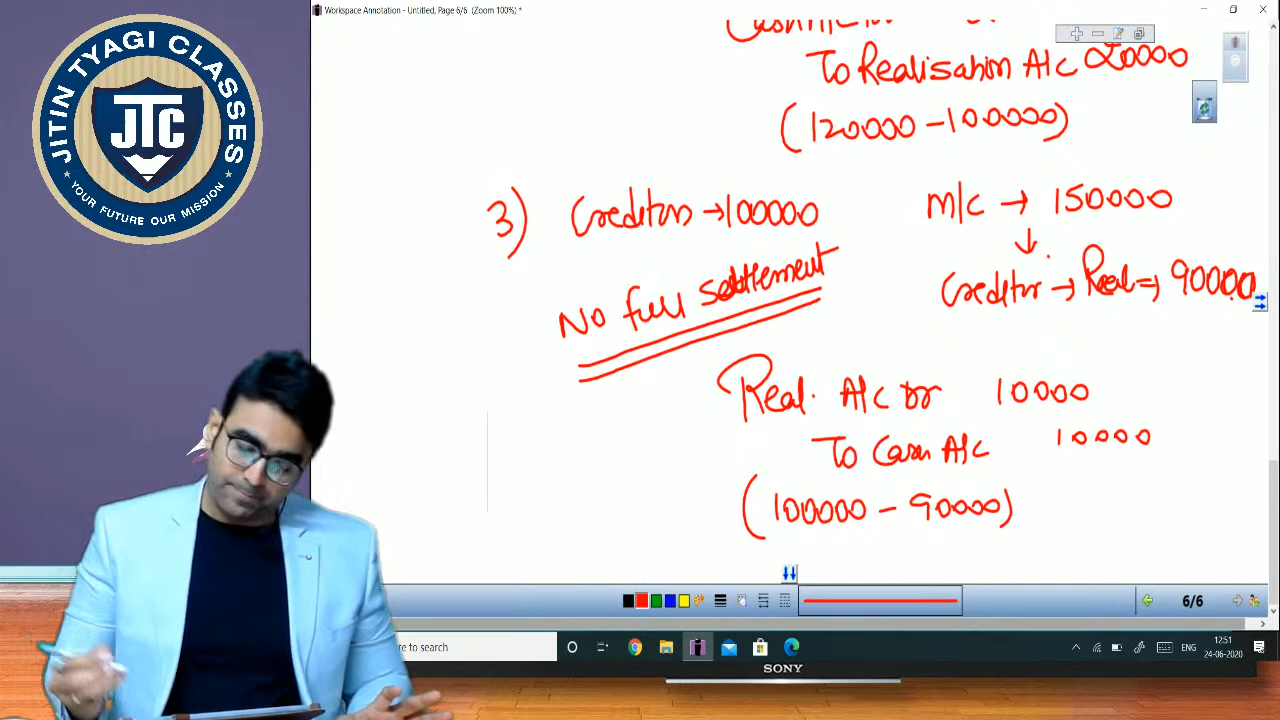 Workspace Annotation - Untitled, Page 6/6 (Zoom 100%) *
JITIN TYAGI CLASSES
JTC
YOUR FUTURE OUR MISSION
To Realisation A/c 20000
(120000 - 100000)
3) Creditors → 100000
No full settlement
m/c → 150000
↓
Creditor → Real ⇒ 90000
Real. A/c Dr 10000
To Cash A/c 10000
(100000 - 90000)
6/6
re to search
ENG
12:51
24-06-2020
SONY